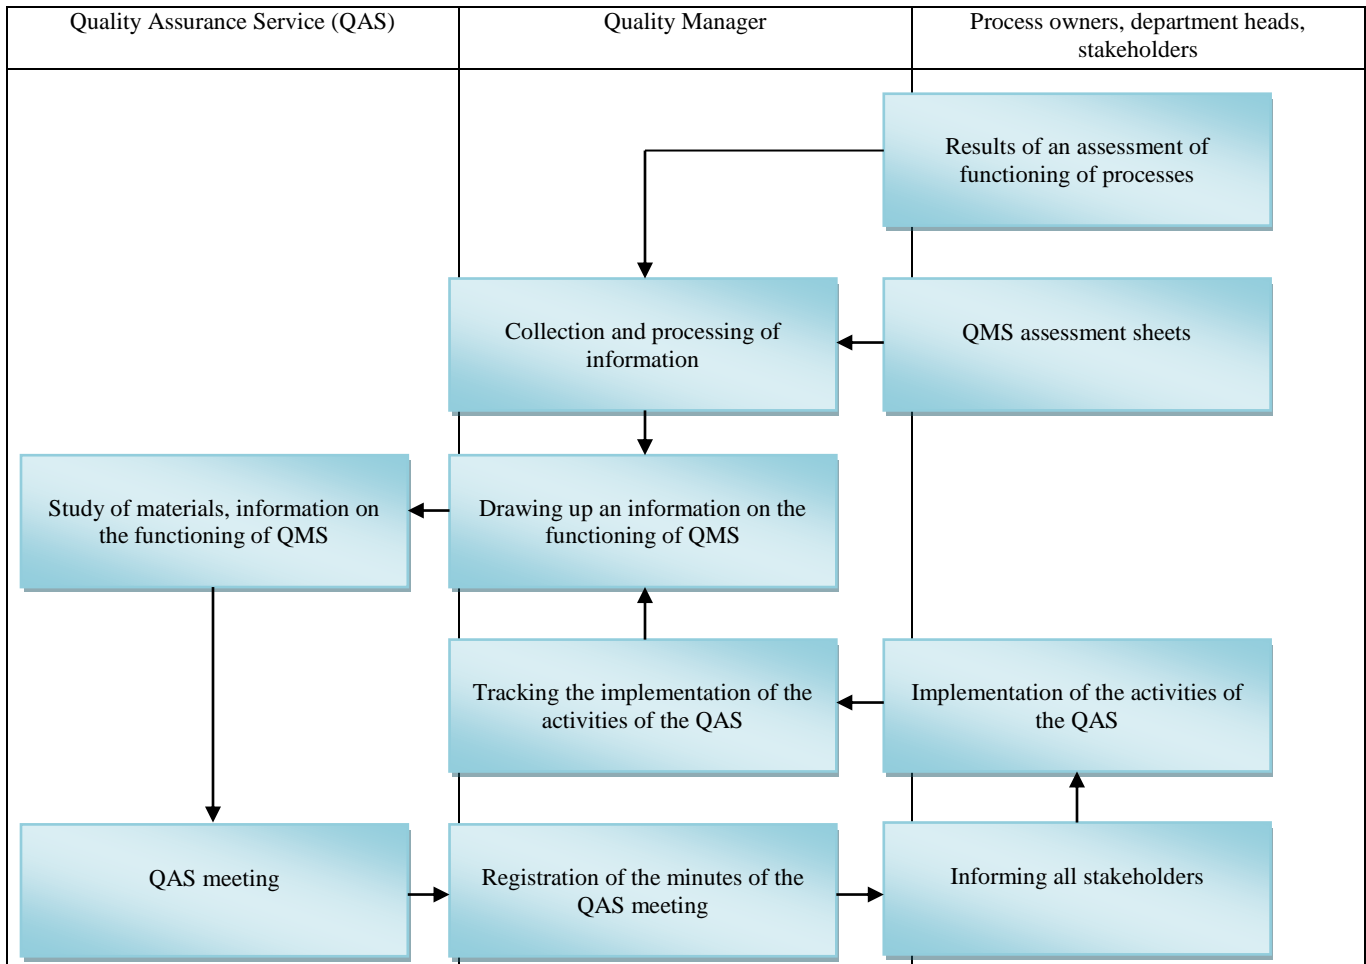 Quality Assurance Service (QAS)
Quality Manager
Process owners, department heads,
stakeholders
Results of an assessment of
functioning of processes
Collection and processing of
information
QMS assessment sheets
Study of materials, information on
the functioning of QMS
Drawing up an information on the
functioning of QMS
Tracking the implementation of the
activities of the QAS
Implementation of the activities of
the QAS
QAS meeting
Registration of the minutes of the
QAS meeting
Informing all stakeholders